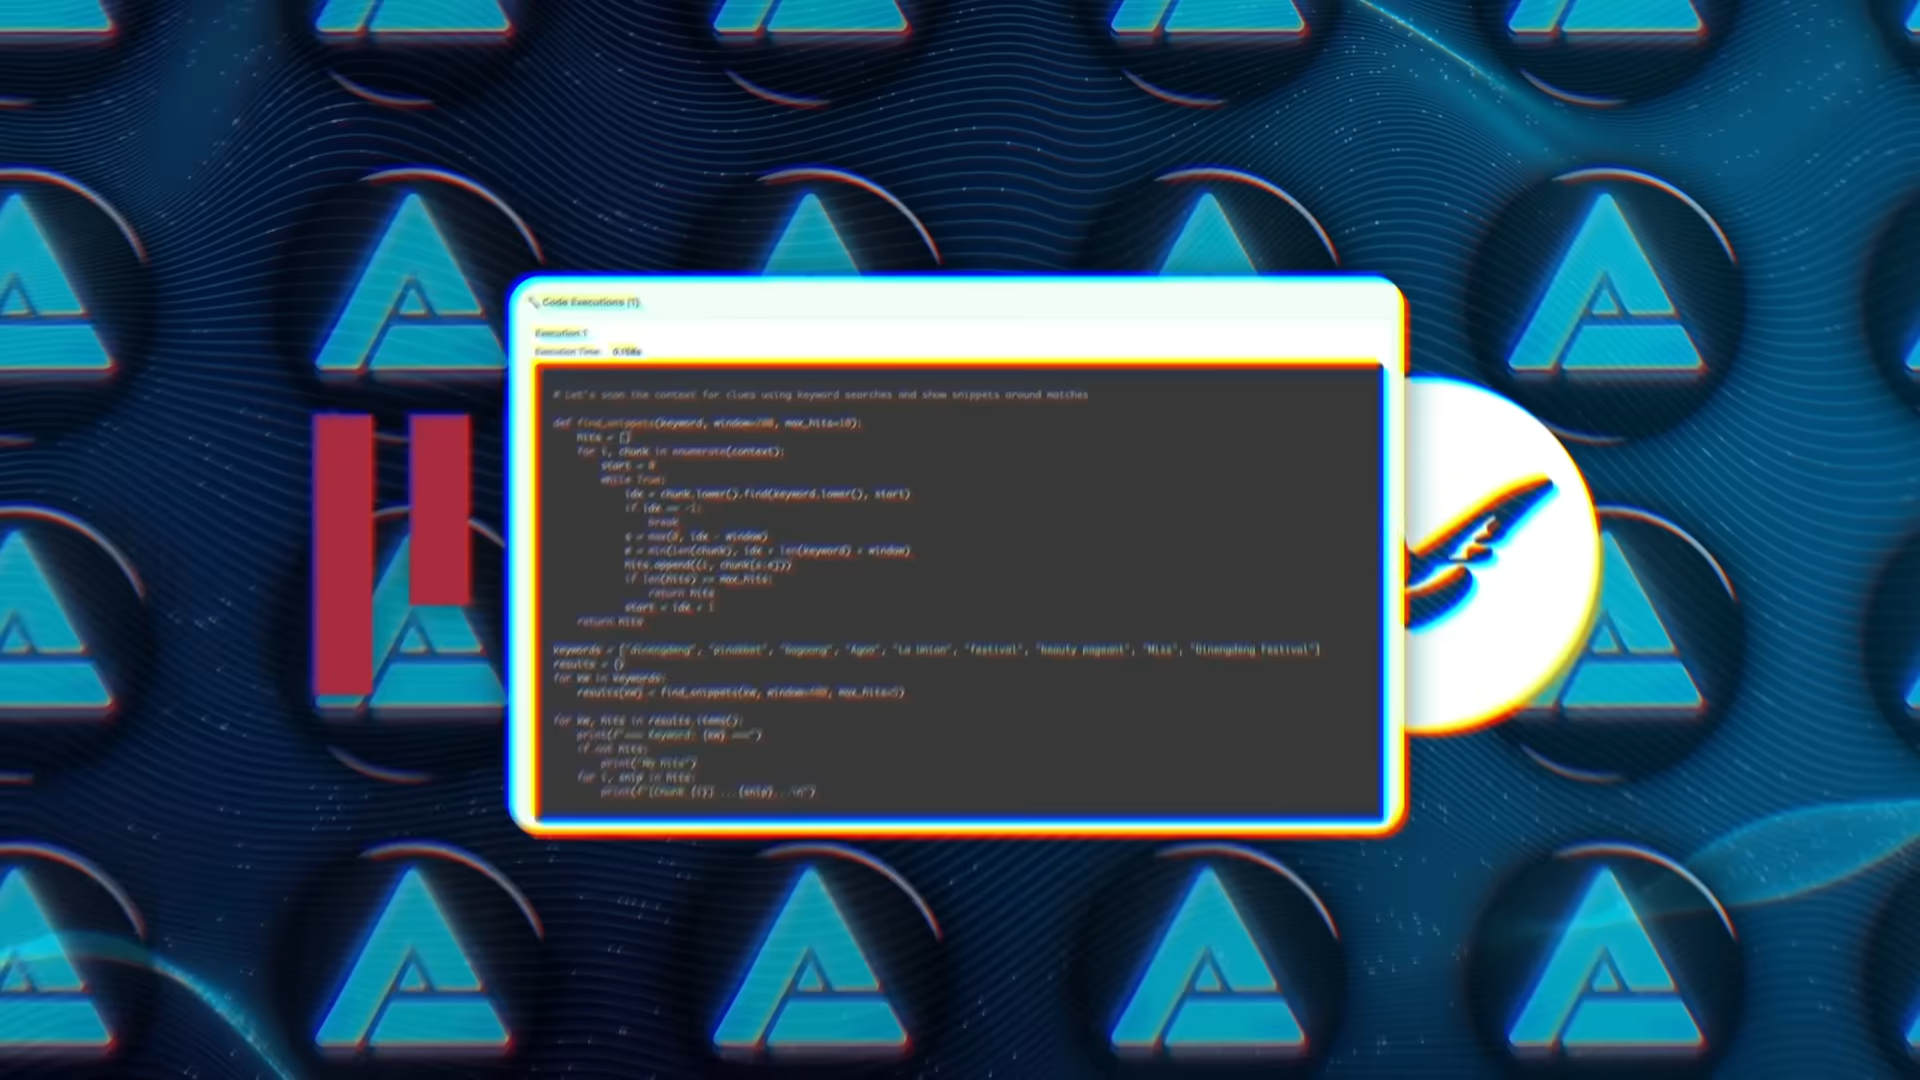 Code Executions (1)
Execution 1
Execution Time: 0.158s
# Let's scan the context for clues using keyword searches and show snippets around matches
def find_snippets(keyword, window=200, max_hits=10):
    hits = []
    for i, chunk in enumerate(context):
        start = 0
        while True:
            idx = chunk.lower().find(keyword.lower(), start)
            if idx == -1:
                break
            s = max(0, idx - window)
            e = min(len(chunk), idx + len(keyword) + window)
            hits.append((i, chunk[s:e]))
            if len(hits) >= max_hits:
                return hits
            start = idx + 1
    return hits
keywords = ["dinengdeng", "pinakbet", "bagoong", "Agoo", "La Union", "festival", "beauty pageant", "Miss", "Dinengdeng Festival"]
results = {}
for kw in keywords:
    results[kw] = find_snippets(kw, window=400, max_hits=5)
for kw, hits in results.items():
    print(f"=== Keyword: {kw} ===")
    if not hits:
        print("No hits")
    for i, snip in hits:
        print(f"[Chunk {i}] ...{snip}...\n")